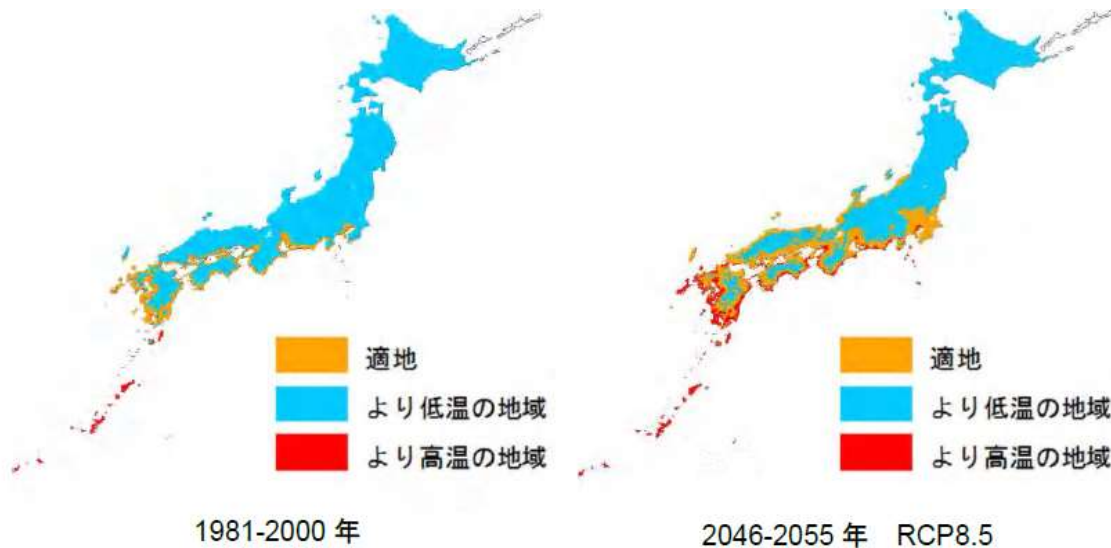 適地
より低温の地域
より高温の地域
適地
より低温の地域
より高温の地域
1981-2000 年
2046-2055 年 RCP8.5